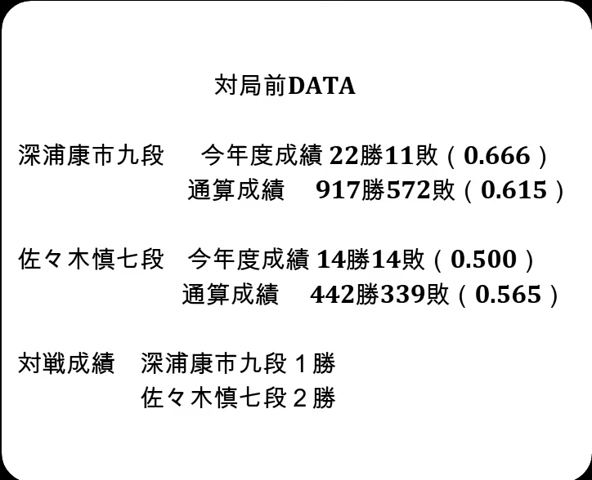 対局前DATA
深浦康市九段 今年度成績 22勝11敗（0.666）
通算成績 917勝572敗（0.615）
佐々木慎七段 今年度成績 14勝14敗（0.500）
通算成績 442勝339敗（0.565）
対戦成績 深浦康市九段１勝
佐々木慎七段２勝